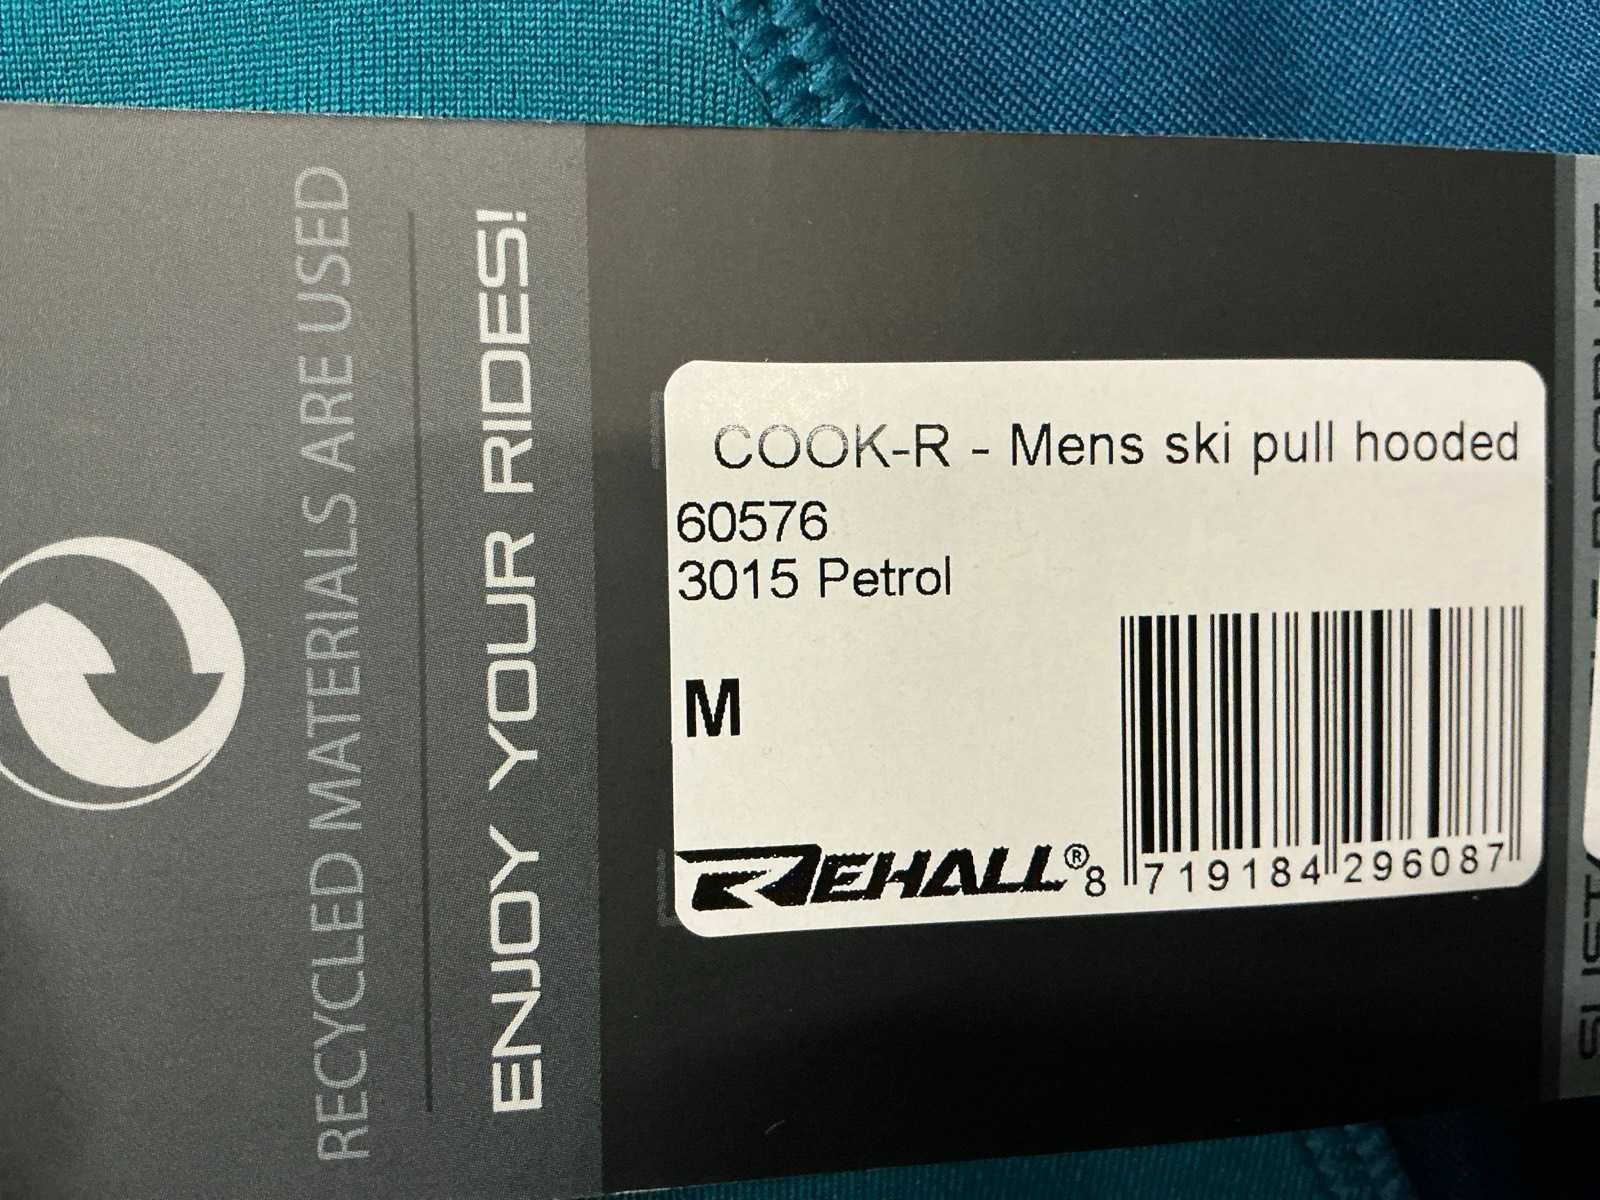 RECYCLED MATERIALS ARE USED
ENJOY YOUR RIDES!
COOK-R - Mens ski pull hooded
60576
3015 Petrol
M
REHALL®
8 719184 296087